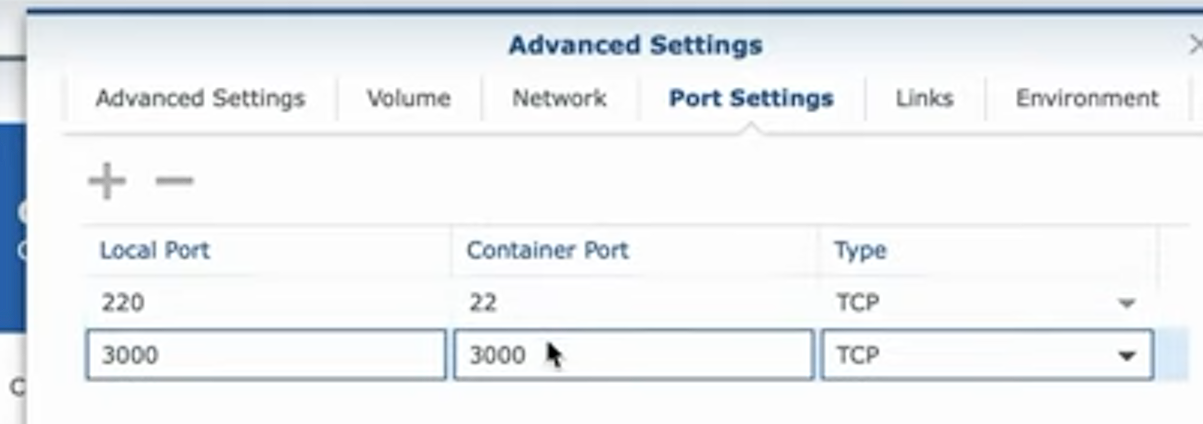 Advanced Settings
Advanced Settings Volume Network Port Settings Links Environment
Local Port Container Port Type
220 22 TCP
3000 3000 TCP